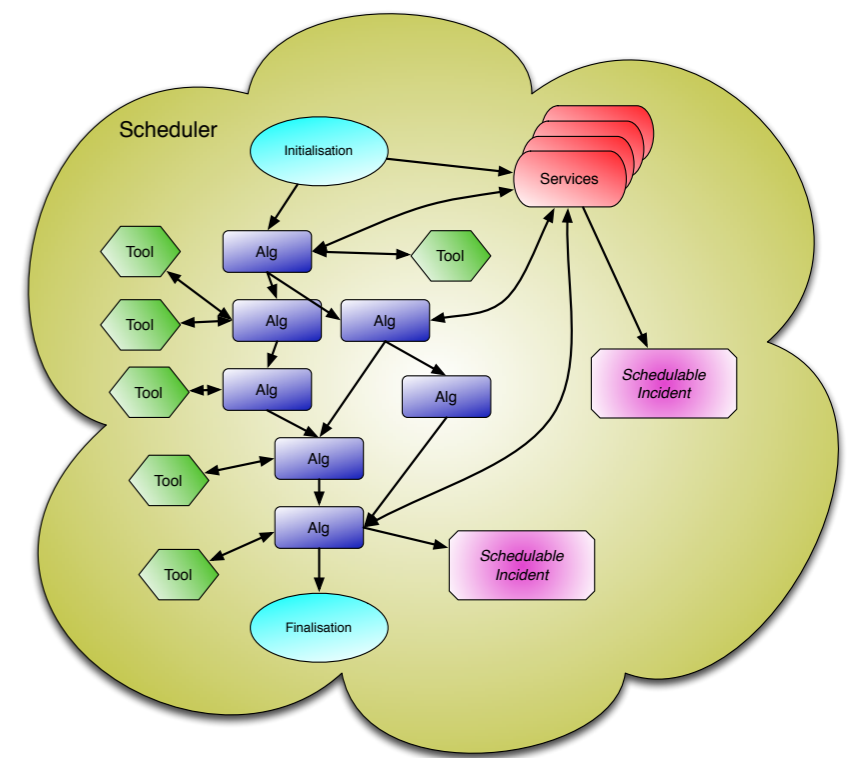 Scheduler
Initialisation
Services
Tool
Alg
Tool
Tool
Alg
Alg
Schedulable
Incident
Tool
Alg
Alg
Alg
Tool
Alg
Schedulable
Incident
Tool
Finalisation